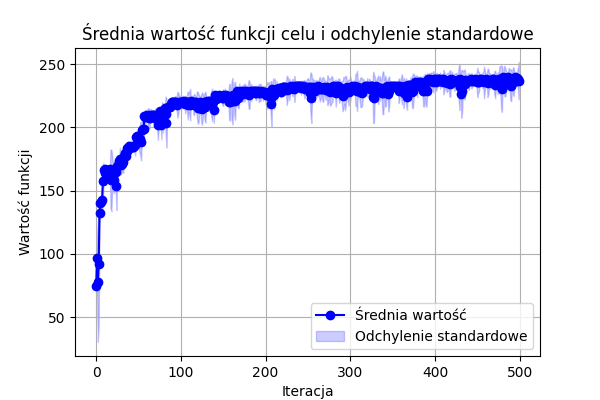 Średnia wartość funkcji celu i odchylenie standardowe
Wartość funkcji
250
200
150
100
50
0
100
200
300
400
500
Iteracja
Średnia wartość
Odchylenie standardowe